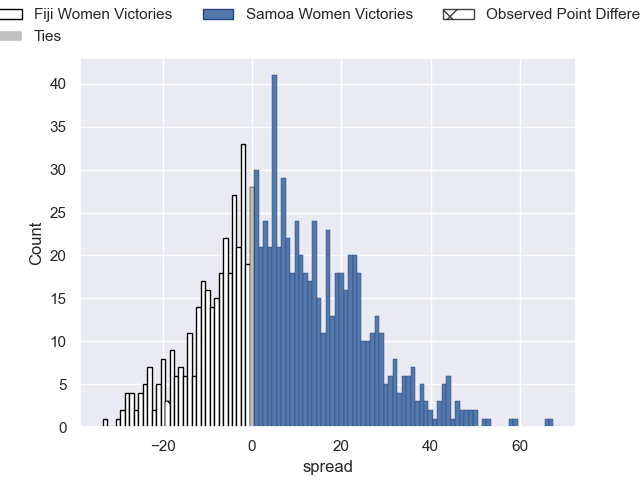 Fiji Women Victories Samoa Women Victories Observed Point Differe
Ties
40
35
30
25
20
15
10
5
0
Count
−20 0 20 40 60
spread